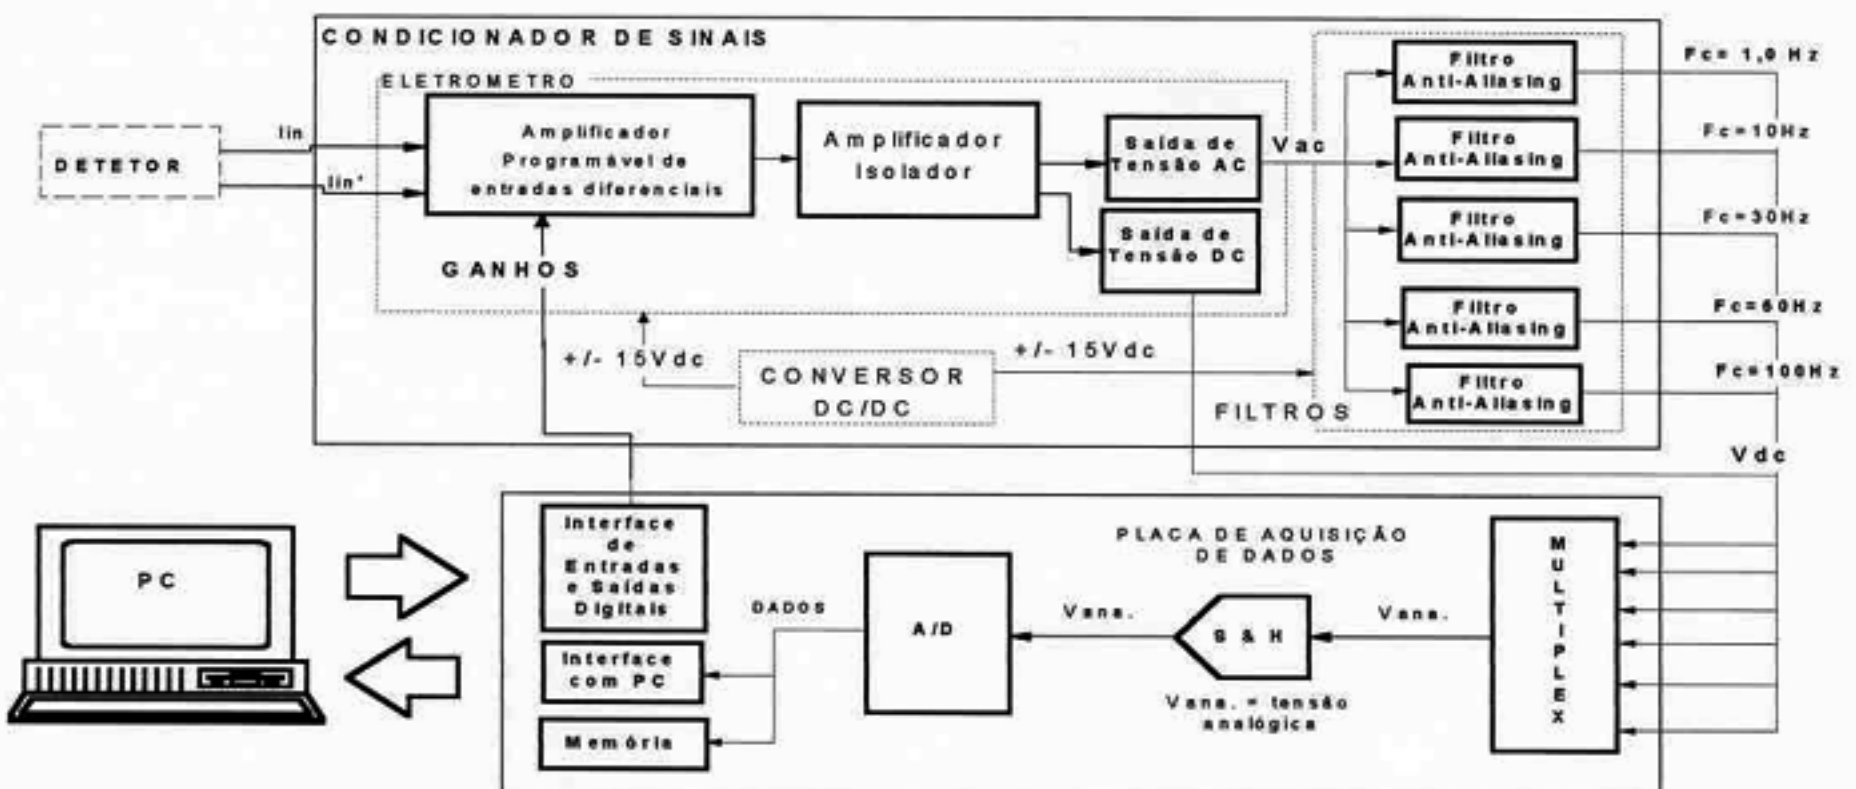 CONDICIONADOR DE SINAIS
ELETROMETRO
DETETOR
Iin
Iin'
Amplificador
Programável de
entradas diferenciais
Amplificador
Isolador
Saída de
Tensão AC
Saída de
Tensão DC
Vac
GANHOS
+/- 15Vdc
CONVERSOR
DC/DC
+/- 15Vdc
FILTROS
Filtro
Anti-Aliasing
Filtro
Anti-Aliasing
Filtro
Anti-Aliasing
Filtro
Anti-Aliasing
Filtro
Anti-Aliasing
Fc= 1,0 Hz
Fc=10Hz
Fc=30Hz
Fc=60Hz
Fc=100Hz
Vdc
PC
Interface
de
Entradas
e Saídas
Digitais
Interface
com PC
Memória
DADOS
A/D
PLACA DE AQUISIÇÃO
DE DADOS
Vana.
S & H
Vana.
Vana. = tensão
analógica
MULTIPLEX